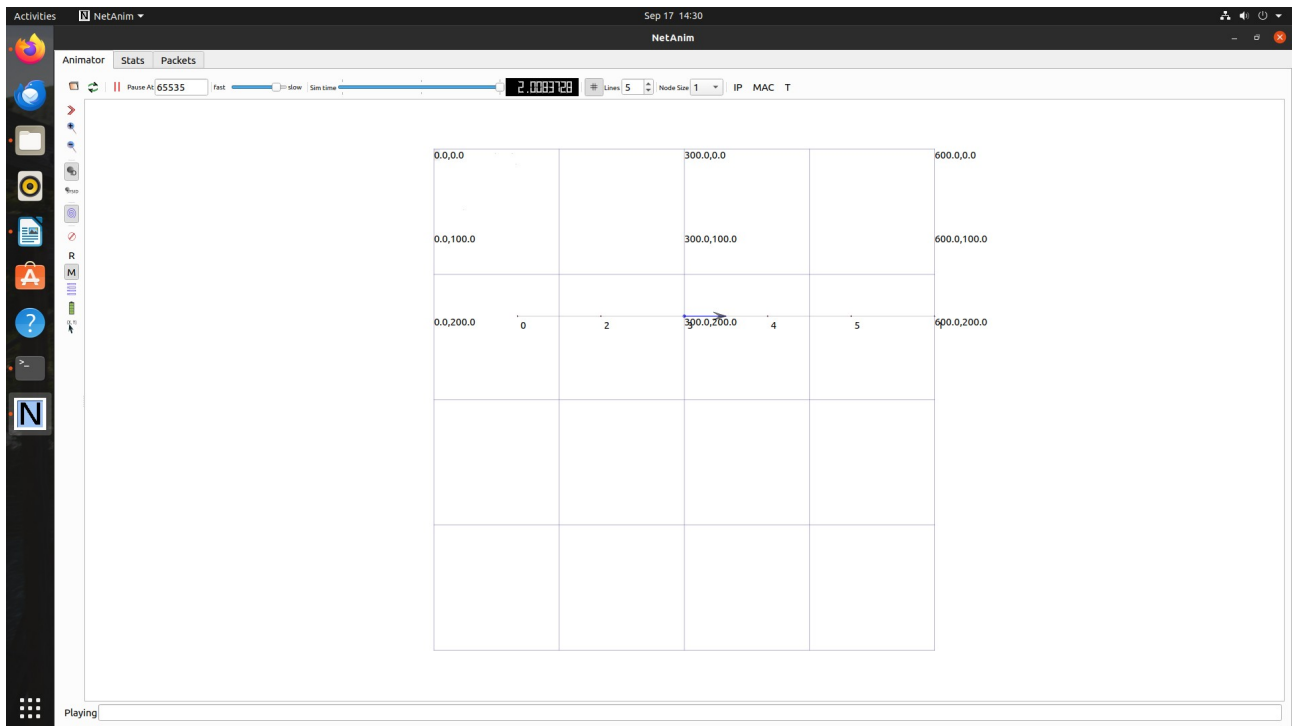 Activities NetAnim Sep 17 14:30
NetAnim
Animator Stats Packets
Pause At 65535 fast slow Sim time 2.0083728 # Lines 5 Node Size 1 IP MAC T
0.0,0.0 300.0,0.0 600.0,0.0
0.0,100.0 300.0,100.0 600.0,100.0
R
M
0.0,200.0 0 2 3 300.0,200.0 4 5 600.0,200.0
N
Playing